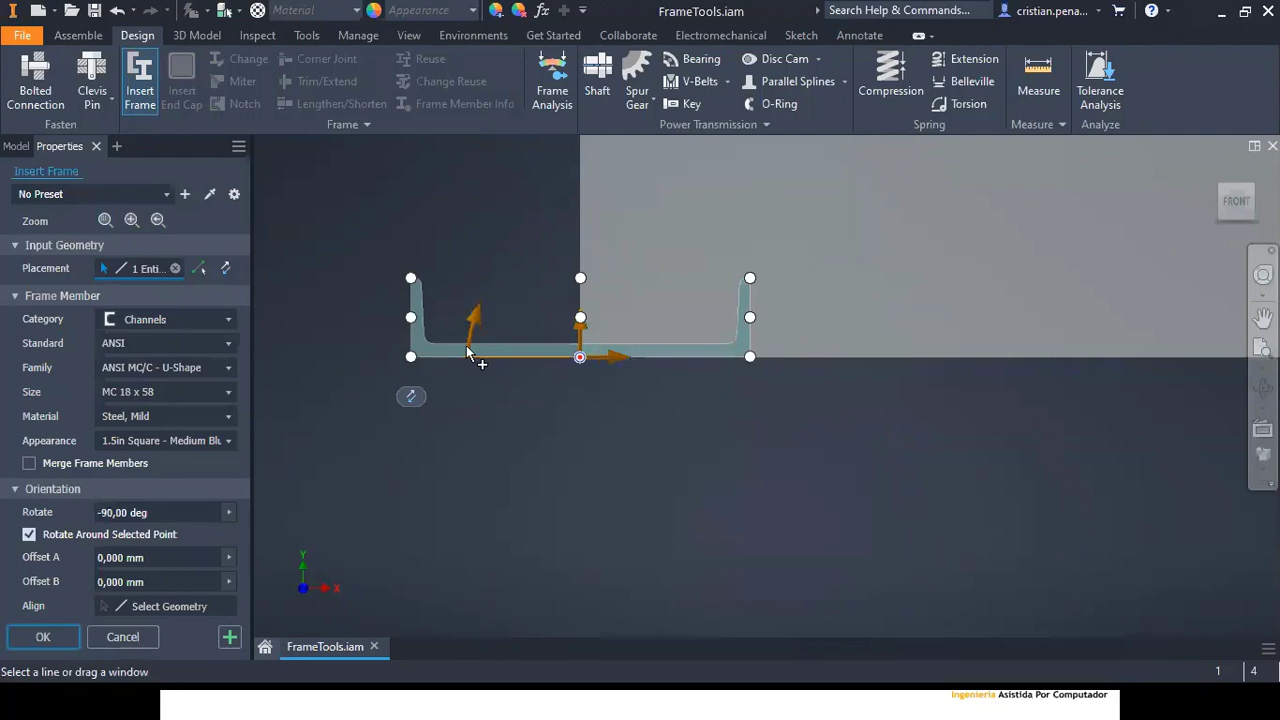 Material
Appearance
FrameTools.iam
Search Help & Commands...
cristian.pena...
File
Assemble
Design
3D Model
Inspect
Tools
Manage
View
Environments
Get Started
Collaborate
Electromechanical
Sketch
Annotate
Bolted Connection
Clevis Pin
Insert Frame
Insert End Cap
Change
Miter
Notch
Corner Joint
Trim/Extend
Lengthen/Shorten
Reuse
Change Reuse
Frame Member Info
Frame Analysis
Shaft
Spur Gear
Bearing
V-Belts
Key
Disc Cam
Parallel Splines
O-Ring
Compression
Extension
Belleville
Torsion
Measure
Tolerance Analysis
Fasten
Frame
Power Transmission
Spring
Measure
Analyze
Model
Properties
Insert Frame
No Preset
Zoom
Input Geometry
Placement
1 Enti...
Frame Member
Category
Channels
Standard
ANSI
Family
ANSI MC/C - U-Shape
Size
MC 18 x 58
Material
Steel, Mild
Appearance
1.5in Square - Medium Blu
Merge Frame Members
Orientation
Rotate
-90,00 deg
Rotate Around Selected Point
Offset A
0,000 mm
Offset B
0,000 mm
Align
Select Geometry
OK
Cancel
FRONT
Y
X
FrameTools.iam
Select a line or drag a window
1
4
Ingeniería Asistida Por Computador